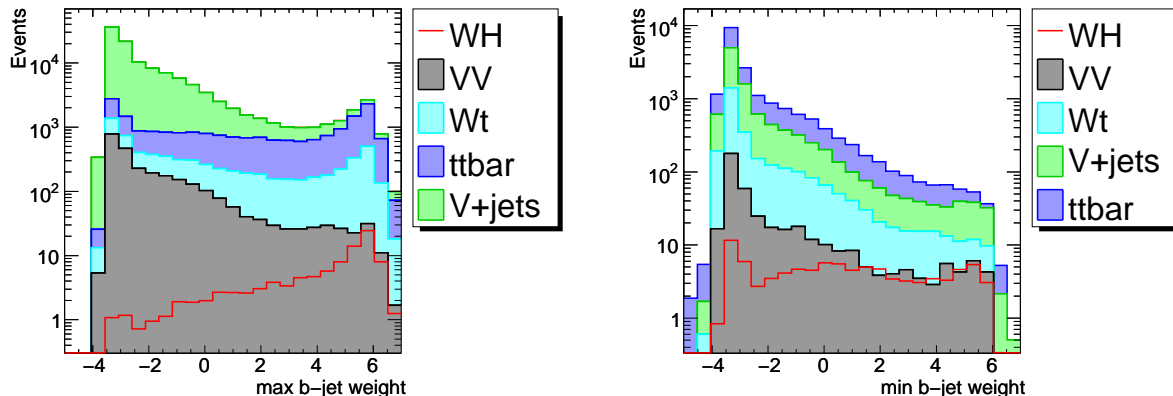 Events
10⁴
10³
10²
10
1
−4 −2 0 2 4 6
max b-jet weight
WH
VV
Wt
ttbar
V+jets
Events
10⁴
10³
10²
10
1
−4 −2 0 2 4 6
min b-jet weight
WH
VV
Wt
V+jets
ttbar